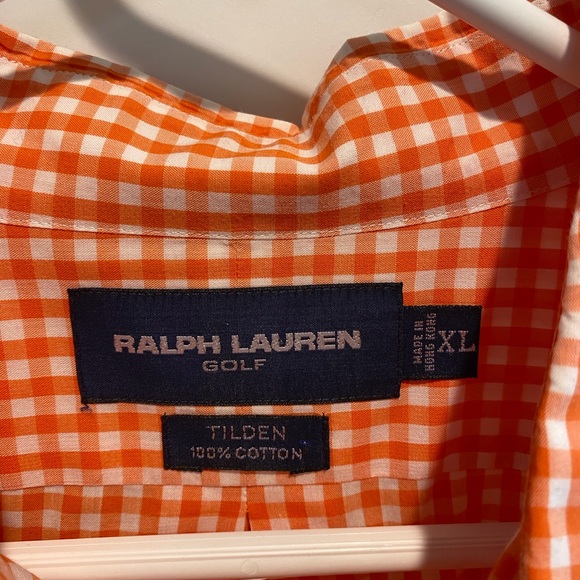 RALPH LAUREN
GOLF
MADE IN
HONG KONG
XL
TILDEN
100% COTTON